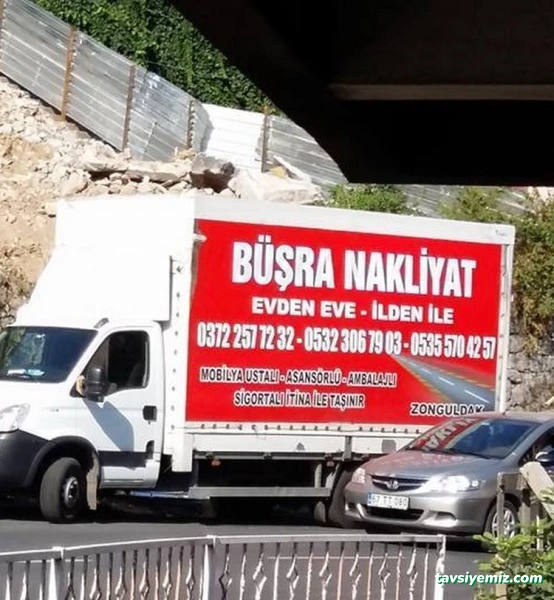 BÜŞRA NAKLİYAT
EVDEN EVE - İLDEN İLE
0372 257 72 32 - 0532 306 79 03 - 0535 570 42 57
MOBİLYA USTALI - ASANSÖRLÜ - AMBALAJLI
SİGORTALI İTİNA İLE TAŞINIR
ZONGULDAK
tavsiyemiz.com